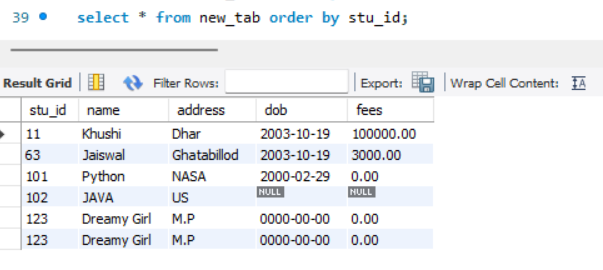 39 select * from new_tab order by stu_id;
Result Grid Filter Rows: Export: Wrap Cell Content: IA
stu_id name address dob fees
11 Khushi Dhar 2003-10-19 100000.00
63 Jaiswal Ghatabillod 2003-10-19 3000.00
101 Python NASA 2000-02-29 0.00
102 JAVA US NULL NULL
123 Dreamy Girl M.P 0000-00-00 0.00
123 Dreamy Girl M.P 0000-00-00 0.00